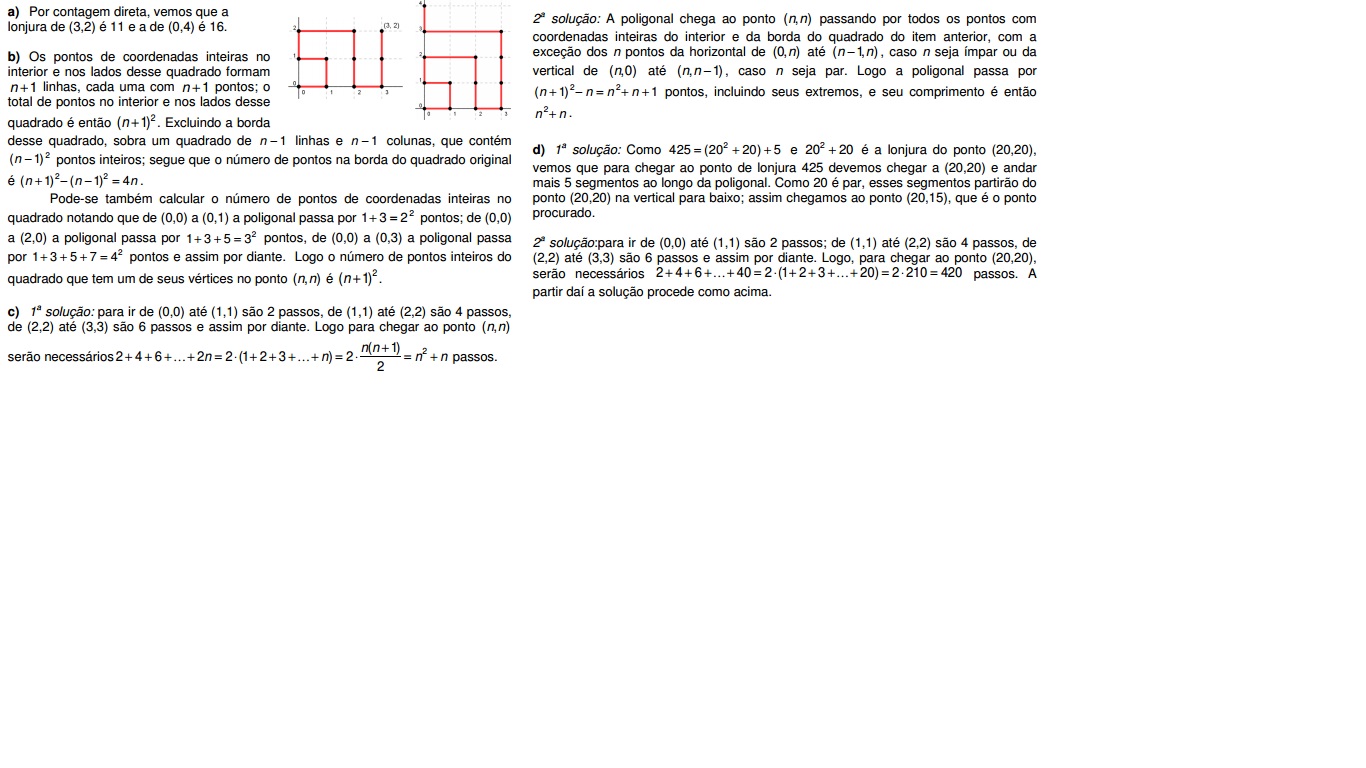 a) Por contagem direta, vemos que a
lonjura de (3,2) é 11 e a de (0,4) é 16.
b) Os pontos de coordenadas inteiras no
interior e nos lados desse quadrado formam
n+1 linhas, cada uma com n+1 pontos; o
total de pontos no interior e nos lados desse
quadrado é então (n+1)². Excluindo a borda
desse quadrado, sobra um quadrado de n−1 linhas e n−1 colunas, que contém
(n−1)² pontos inteiros; segue que o número de pontos na borda do quadrado original
é (n+1)²−(n−1)² = 4n.
Pode-se também calcular o número de pontos de coordenadas inteiras no
quadrado notando que de (0,0) a (0,1) a poligonal passa por 1+3=2² pontos; de (0,0)
a (2,0) a poligonal passa por 1+3+5=3² pontos, de (0,0) a (0,3) a poligonal passa
por 1+3+5+7=4² pontos e assim por diante. Logo o número de pontos inteiros do
quadrado que tem um de seus vértices no ponto (n,n) é (n+1)².
c) 1ª solução: para ir de (0,0) até (1,1) são 2 passos, de (1,1) até (2,2) são 4 passos,
de (2,2) até (3,3) são 6 passos e assim por diante. Logo para chegar ao ponto (n,n)
serão necessários 2+4+6+...+2n = 2·(1+2+3+...+n) = 2·n(n+1)/2 = n²+n passos.
2
1
0
0 1 2 3
(3, 2)
4
3
2
1
0
0 1 2 3
2ª solução: A poligonal chega ao ponto (n,n) passando por todos os pontos com
coordenadas inteiras do interior e da borda do quadrado do item anterior, com a
exceção dos n pontos da horizontal de (0,n) até (n−1,n), caso n seja ímpar ou da
vertical de (n,0) até (n,n−1), caso n seja par. Logo a poligonal passa por
(n+1)²−n = n²+n+1 pontos, incluindo seus extremos, e seu comprimento é então
n²+n.
d) 1ª solução: Como 425=(20²+20)+5 e 20²+20 é a lonjura do ponto (20,20),
vemos que para chegar ao ponto de lonjura 425 devemos chegar a (20,20) e andar
mais 5 segmentos ao longo da poligonal. Como 20 é par, esses segmentos partirão do
ponto (20,20) na vertical para baixo; assim chegamos ao ponto (20,15), que é o ponto
procurado.
2ª solução:para ir de (0,0) até (1,1) são 2 passos; de (1,1) até (2,2) são 4 passos, de
(2,2) até (3,3) são 6 passos e assim por diante. Logo, para chegar ao ponto (20,20),
serão necessários 2+4+6+...+40=2·(1+2+3+...+20)=2·210=420 passos. A
partir daí a solução procede como acima.